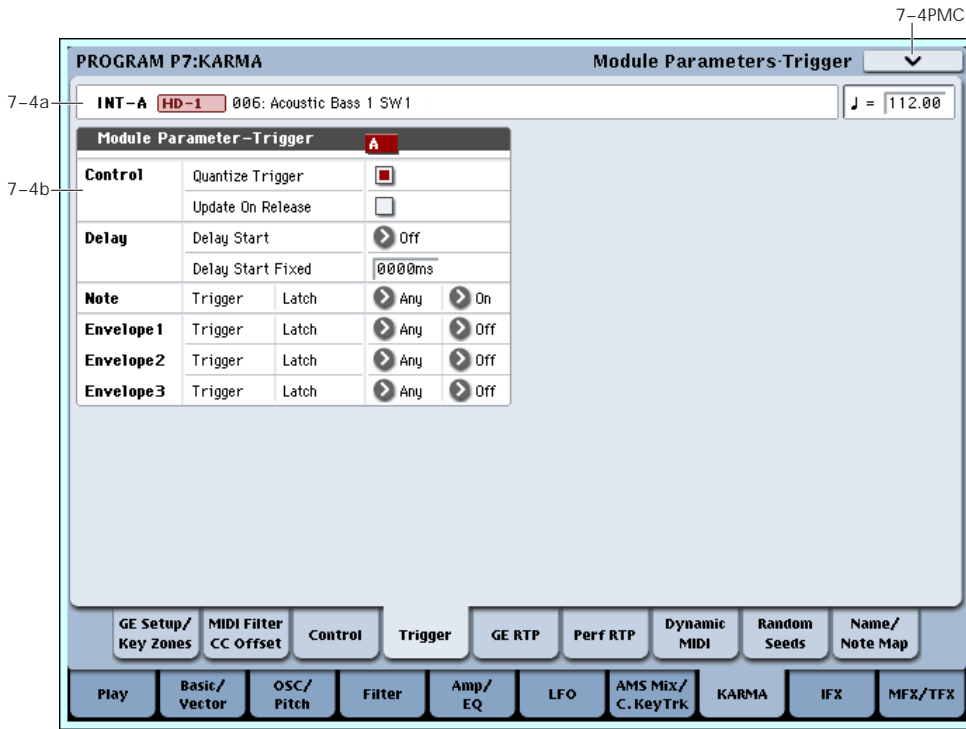 7-4PMC
PROGRAM P7:KARMA Module Parameters-Trigger
7-4a
INT-A HD-1 006: Acoustic Bass 1 SW1 ♩ = 112.00
Module Parameter-Trigger A
7-4b
Control Quantize Trigger
Update On Release
Delay Delay Start Off
Delay Start Fixed 0000ms
Note Trigger Latch Any On
Envelope1 Trigger Latch Any Off
Envelope2 Trigger Latch Any Off
Envelope3 Trigger Latch Any Off
GE Setup/ MIDI Filter Control Trigger GE RTP Perf RTP Dynamic Random Name/
Key Zones CC Offset MIDI Seeds Note Map
Play Basic/ OSC/ Filter Amp/ LFO AMS Mix/ KARMA IFX MFX/TFX
Vector Pitch EQ C.KeyTrk